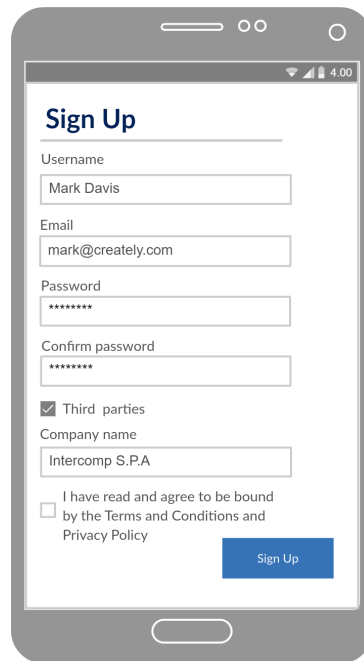 4.00
Sign Up
Username
Mark Davis
Email
mark@creately.com
Password
********
Confirm password
********
Third parties
Company name
Intercomp S.P.A
I have read and agree to be bound
by the Terms and Conditions and
Privacy Policy
Sign Up